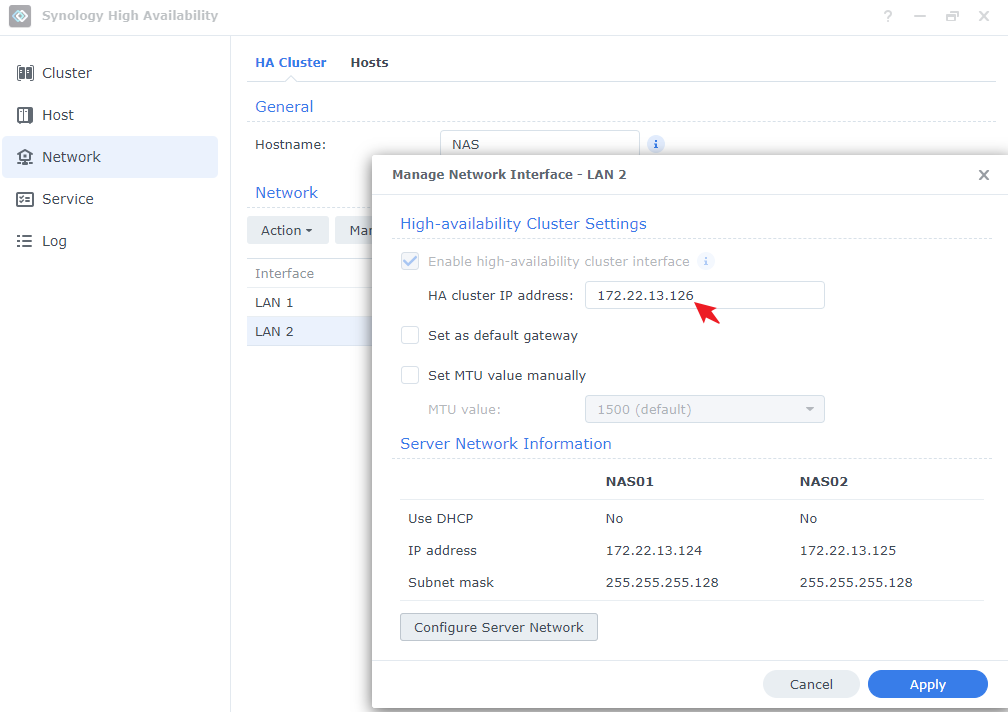 Synology High Availability
Cluster
Host
Network
Service
Log
HA Cluster Hosts
General
Hostname: NAS
Network
Action Mar
Interface
LAN 1
LAN 2
Manage Network Interface - LAN 2
High-availability Cluster Settings
Enable high-availability cluster interface
HA cluster IP address: 172.22.13.126
Set as default gateway
Set MTU value manually
MTU value: 1500 (default)
Server Network Information
NAS01 NAS02
Use DHCP No No
IP address 172.22.13.124 172.22.13.125
Subnet mask 255.255.255.128 255.255.255.128
Configure Server Network
Cancel Apply